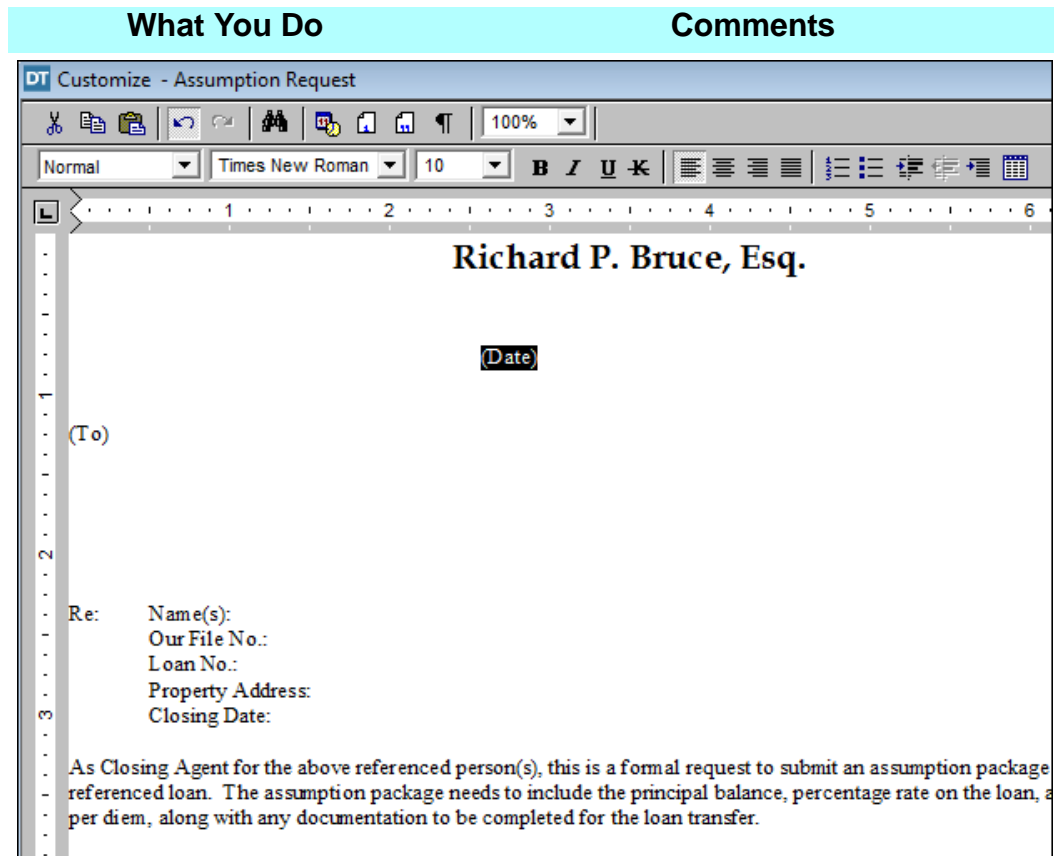 What You Do Comments
DT Customize - Assumption Request
100%
Normal Times New Roman 10 B I U K
1 2 3 4 5 6
Richard P. Bruce, Esq.
(Date)
1
(To)
2
Re: Name(s):
Our File No.:
Loan No.:
Property Address:
3 Closing Date:
As Closing Agent for the above referenced person(s), this is a formal request to submit an assumption package
referenced loan. The assumption package needs to include the principal balance, percentage rate on the loan, a
per diem, along with any documentation to be completed for the loan transfer.